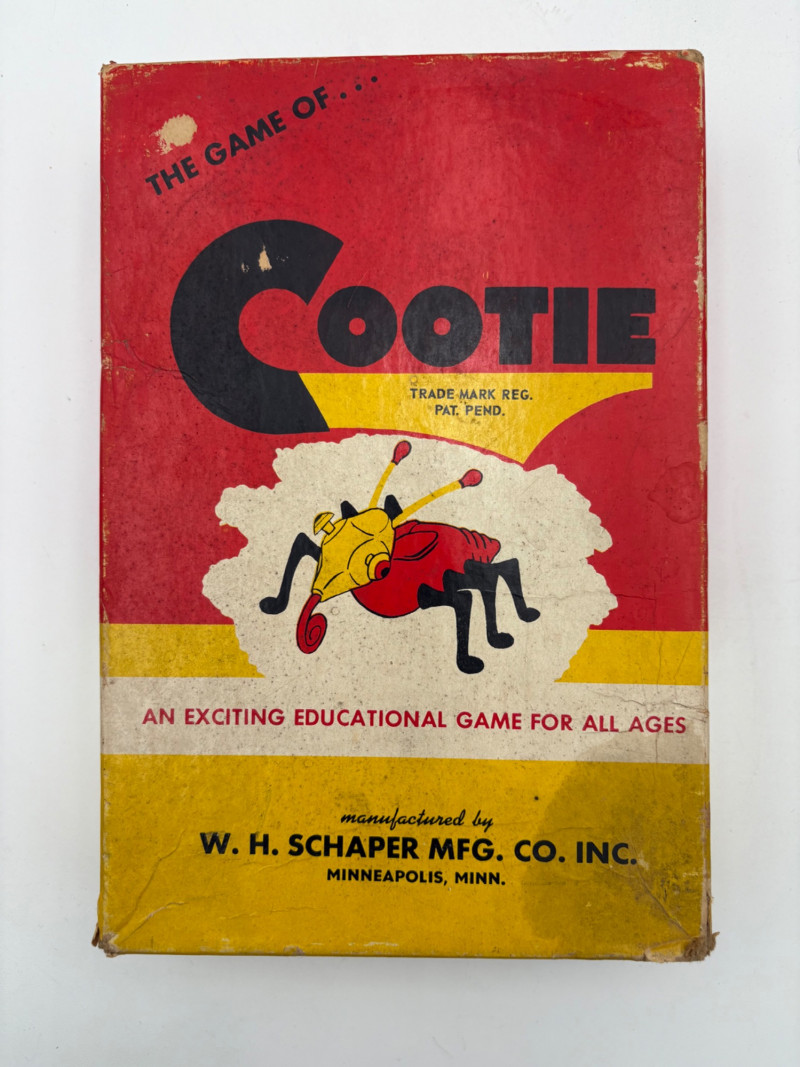 THE GAME OF...
COOTIE
TRADE MARK REG.
PAT. PEND.
AN EXCITING EDUCATIONAL GAME FOR ALL AGES
manufactured by
W. H. SCHAPER MFG. CO. INC.
MINNEAPOLIS, MINN.